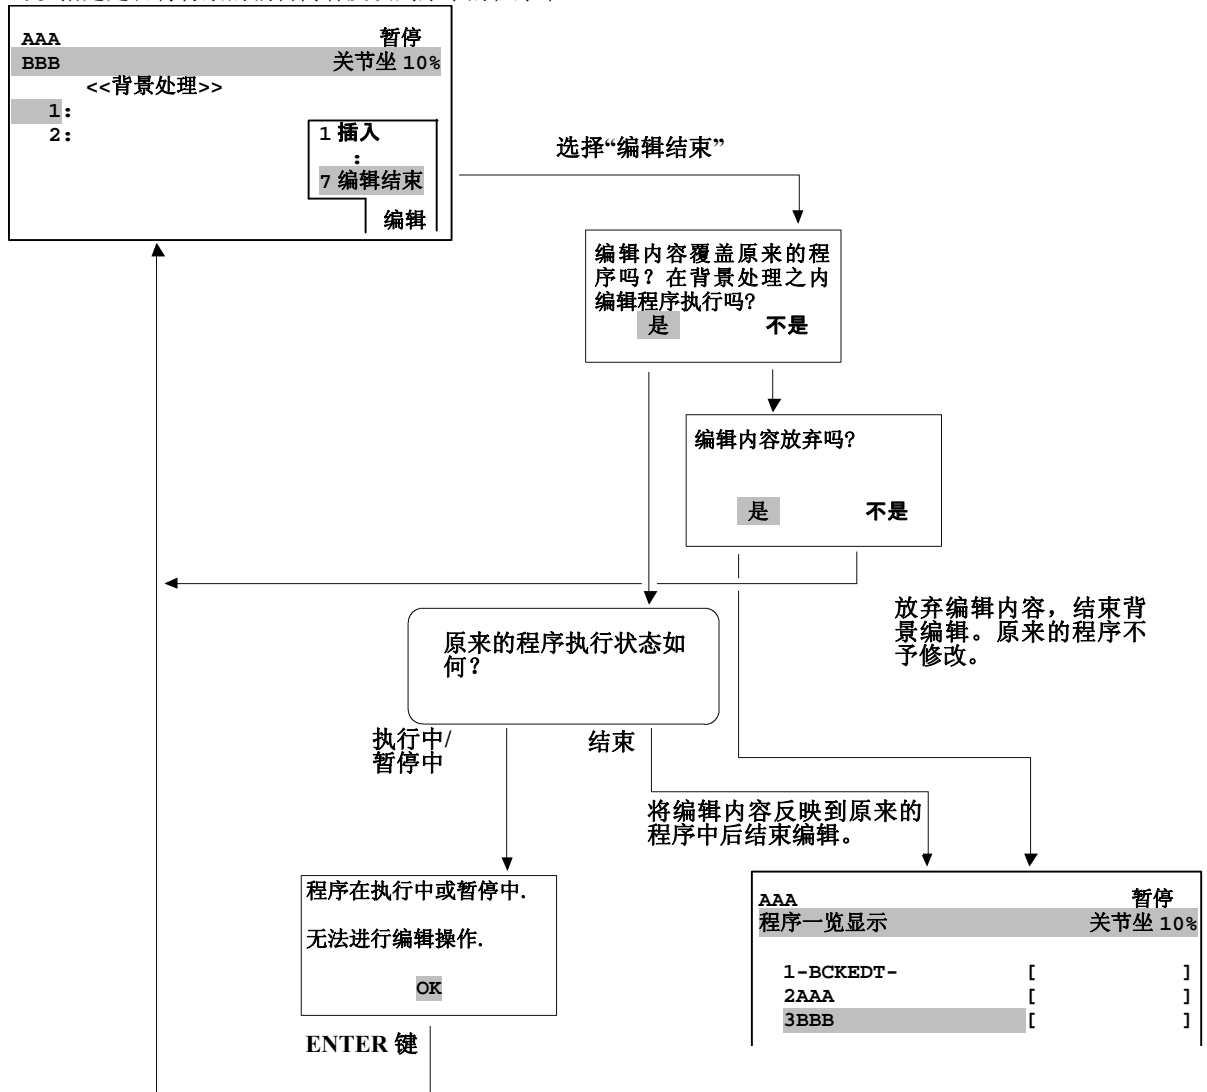 AAA 暂停
BBB 关节坐 10%
<<背景处理>>
1:
2:
1 插入
:
7 编辑结束
编辑
选择“编辑结束”
编辑内容覆盖原来的程
序吗？在背景处理之内
编辑程序执行吗?
是 不是
编辑内容放弃吗?
是 不是
放弃编辑内容，结束背
景编辑。原来的程序不
予修改。
原来的程序执行状态如
何？
执行中/
暂停中
结束
将编辑内容反映到原来的
程序中后结束编辑。
程序在执行中或暂停中.
无法进行编辑操作.
OK
ENTER 键
AAA 暂停
程序一览显示 关节坐 10%
1-BCKEDT- [ ]
2AAA [ ]
3BBB [ ]